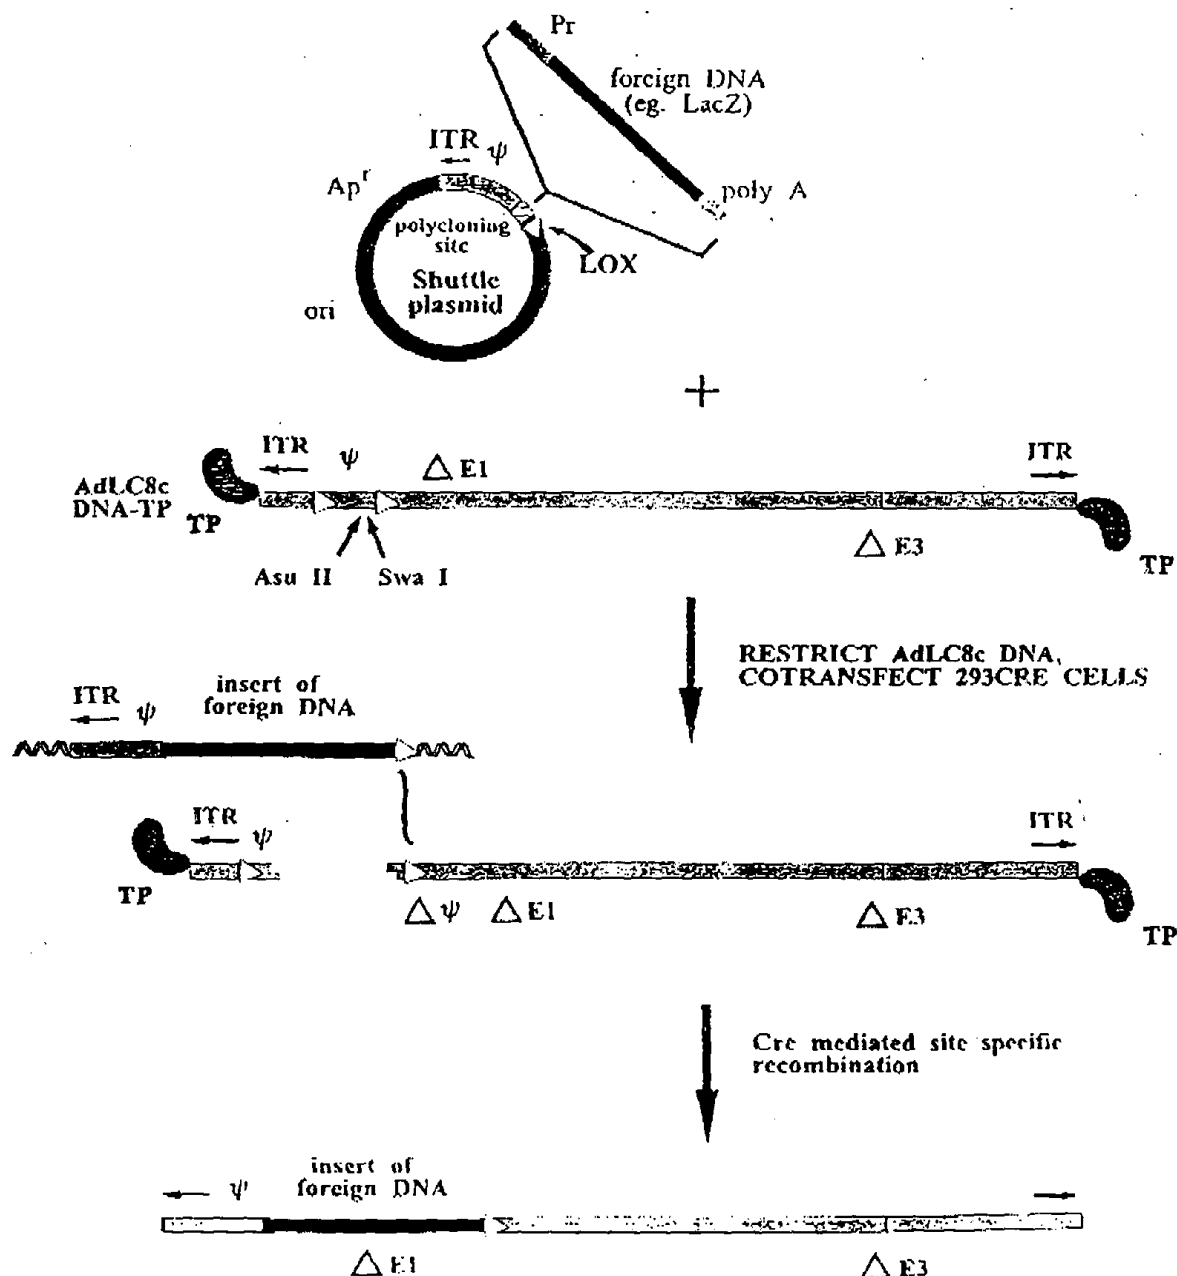 Pr
foreign DNA
(eg. LacZ)
ITR ψ
Apʳ
poly A
polycloning
site
LOX
Shuttle
plasmid
ori
+
ITR
ψ
△ E1
ITR
AdLC8c
DNA-TP
TP
△ E3
TP
Asu II
Swa I
RESTRICT AdLC8c DNA,
COTRANSFECT 293CRE CELLS
insert of
foreign DNA
ITR
ψ
ITR
ψ
ITR
TP
△ ψ
△ E1
△ E3
TP
Cre mediated site specific
recombination
insert of
foreign DNA
ψ
△ E1
△ E3